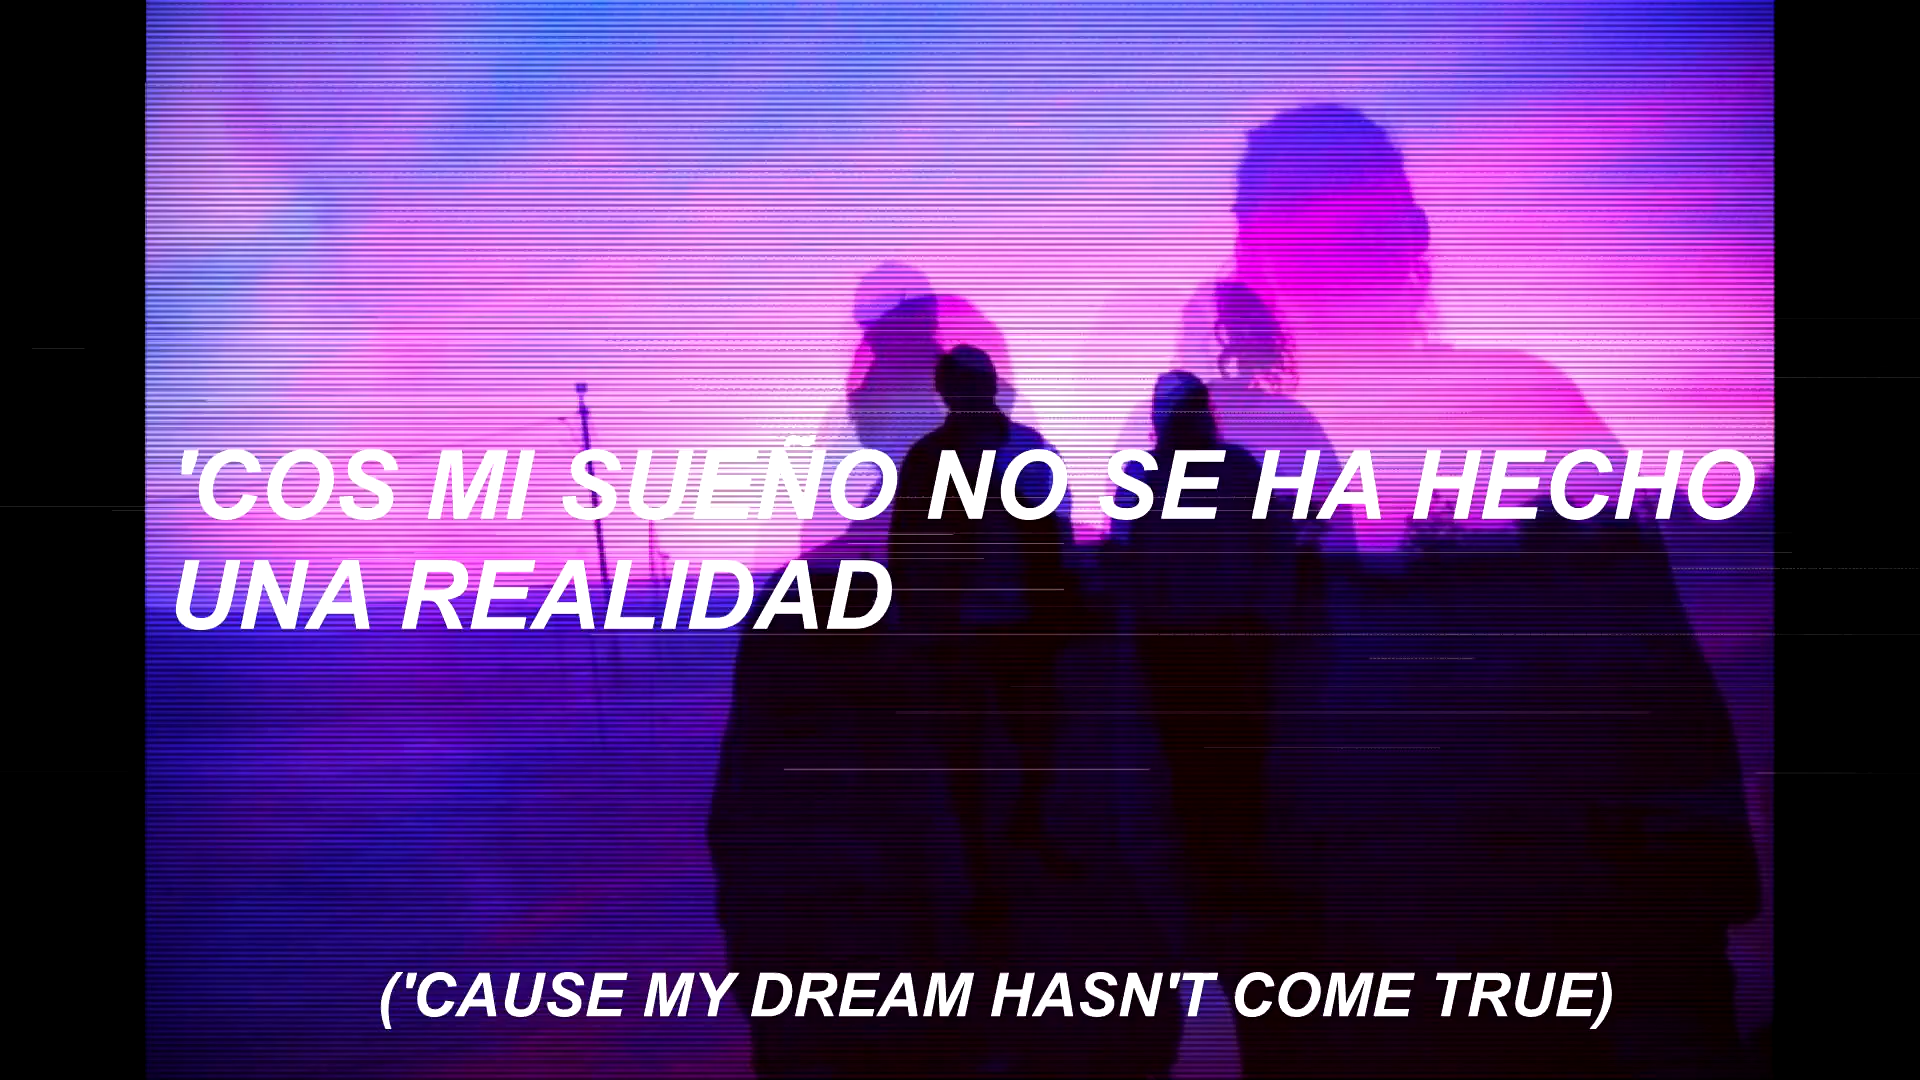 'COS MI SUEÑO NO SE HA HECHO
UNA REALIDAD
('CAUSE MY DREAM HASN'T COME TRUE)